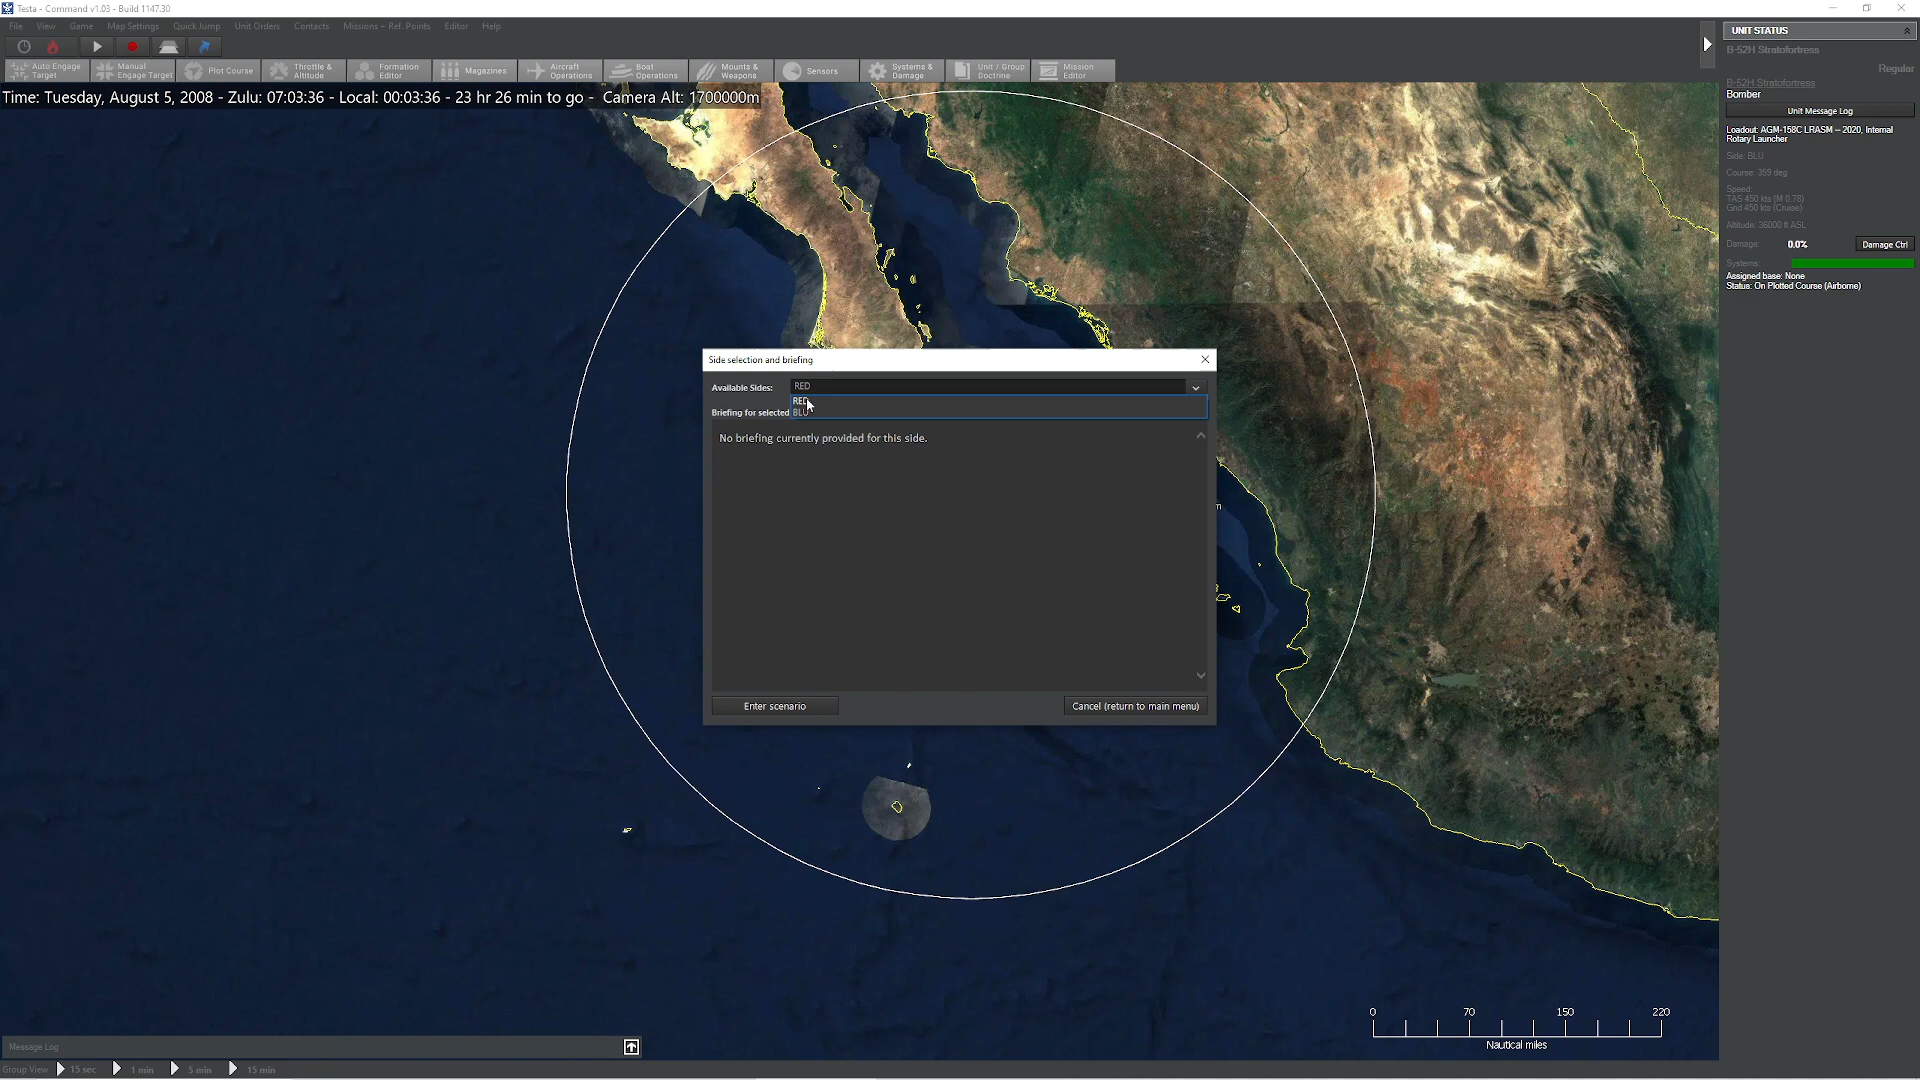 Testa - Command v1.03 - Build 1147.30
File View Game Map Settings Quick Jump Unit Orders Contacts Missions + Ref. Points Editor Help
Auto Engage Target
Manual Engage Target
Plot Course
Throttle & Altitude
Formation Editor
Magazines
Aircraft Operations
Boat Operations
Mounts & Weapons
Sensors
Systems & Damage
Unit / Group Doctrine
Mission Editor
Time: Tuesday, August 5, 2008 - Zulu: 07:03:36 - Local: 00:03:36 - 23 hr 26 min to go - Camera Alt: 1700000m
UNIT STATUS
B-52H Stratofortress
Regular
B-52H Stratofortress
Bomber
Unit Message Log
Loadout: AGM-158C LRASM – 2020, Internal
Rotary Launcher
Side: BLU
Course: 359 deg
Speed:
TAS 450 kts (M 0.78)
Gnd 450 kts (Cruise)
Altitude: 36000 ft ASL
Damage: 0.0% Damage Ctrl
Systems:
Assigned base: None
Status: On Plotted Course (Airborne)
Side selection and briefing
Available Sides: RED
RED
Briefing for selected BLU
No briefing currently provided for this side.
m
Enter scenario Cancel (return to main menu)
0 70 150 220
Nautical miles
Message Log
Group View 15 sec 1 min 5 min 15 min